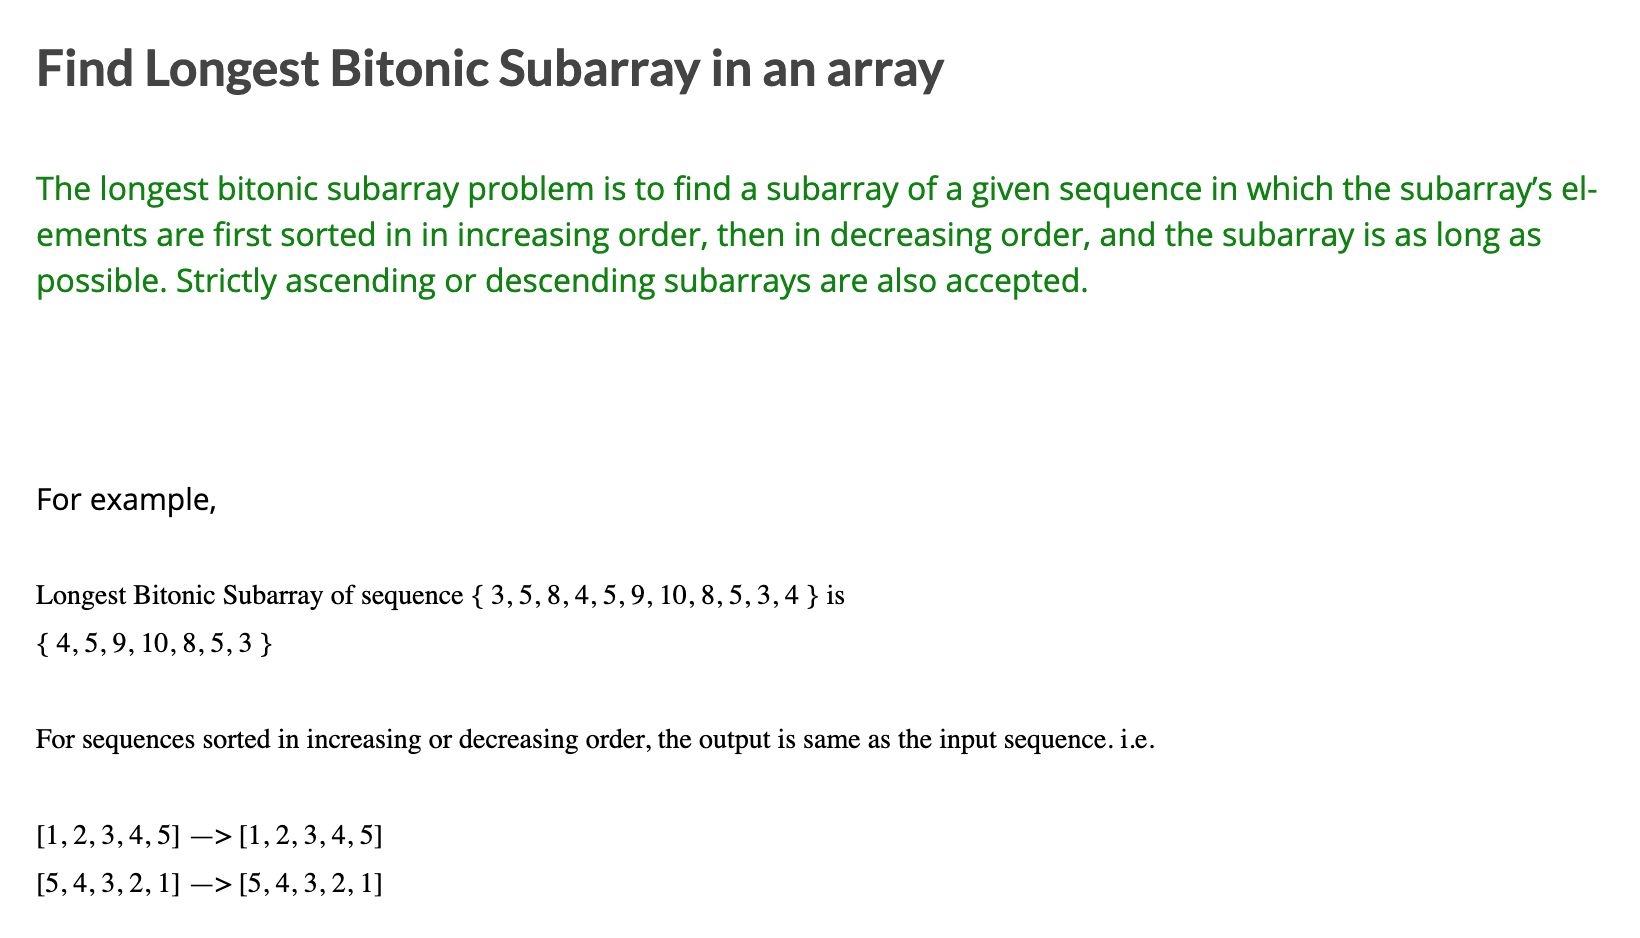 Find Longest Bitonic Subarray in an array
The longest bitonic subarray problem is to find a subarray of a given sequence in which the subarray’s el-
ements are first sorted in in increasing order, then in decreasing order, and the subarray is as long as
possible. Strictly ascending or descending subarrays are also accepted.
For example,
Longest Bitonic Subarray of sequence { 3, 5, 8, 4, 5, 9, 10, 8, 5, 3, 4 } is
{ 4, 5, 9, 10, 8, 5, 3 }
For sequences sorted in increasing or decreasing order, the output is same as the input sequence. i.e.
[1, 2, 3, 4, 5] —> [1, 2, 3, 4, 5]
[5, 4, 3, 2, 1] —> [5, 4, 3, 2, 1]